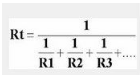 Rt = 1
1/R1 + 1/R2 + 1/R3 + ....